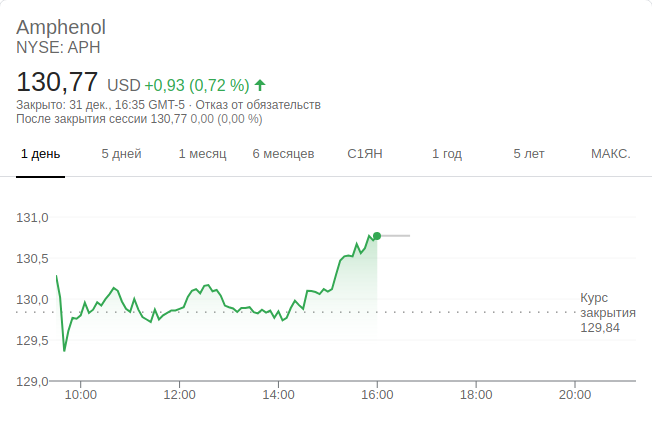 Amphenol
NYSE: APH
130,77 USD +0,93 (0,72 %)
Закрыто: 31 дек., 16:35 GMT-5 · Отказ от обязательств
После закрытия сессии 130,77 0,00 (0,00 %)
1 день 5 дней 1 месяц 6 месяцев С1ЯН 1 год 5 лет МАКС.
131,0
130,5
130,0
129,5
129,0
Курс
закрытия
129,84
10:00 12:00 14:00 16:00 18:00 20:00